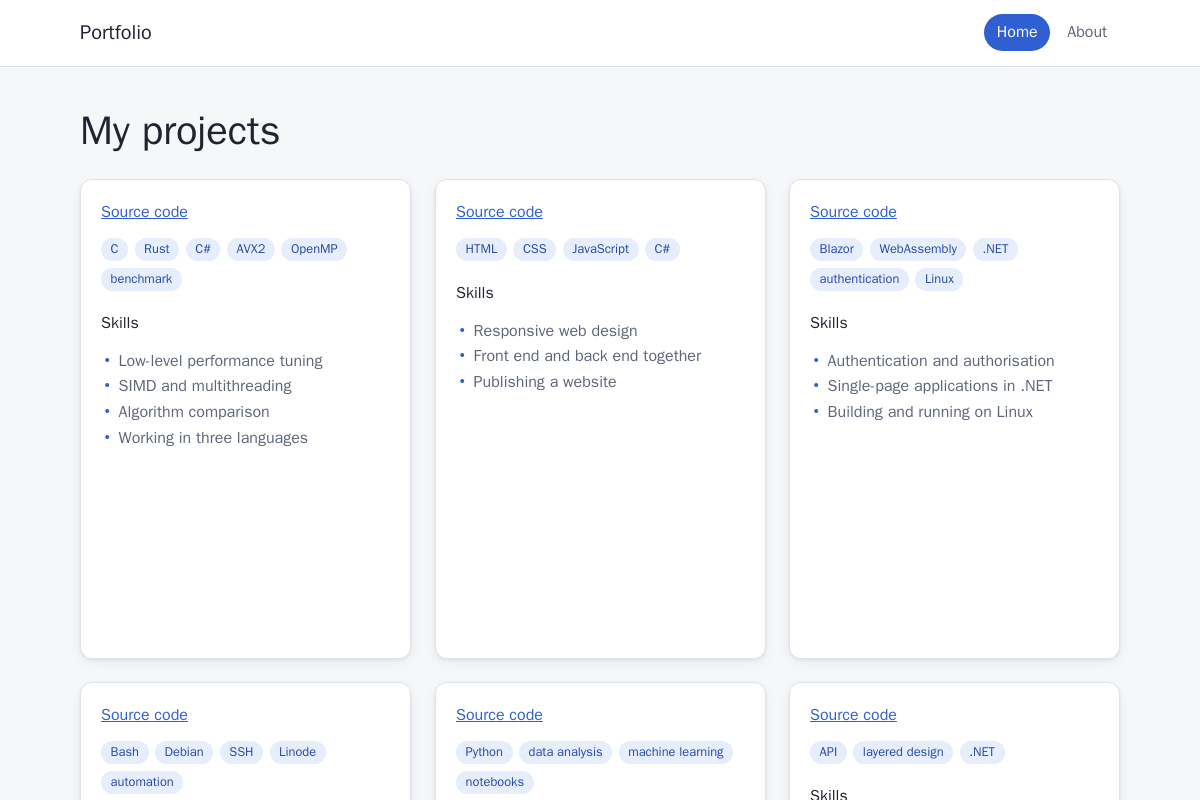 Portfolio
Home
About
My projects
Source code
C
Rust
C#
AVX2
OpenMP
benchmark
Skills
• Low-level performance tuning
• SIMD and multithreading
• Algorithm comparison
• Working in three languages
Source code
HTML
CSS
JavaScript
C#
Skills
• Responsive web design
• Front end and back end together
• Publishing a website
Source code
Blazor
WebAssembly
.NET
authentication
Linux
Skills
• Authentication and authorisation
• Single-page applications in .NET
• Building and running on Linux
Source code
Bash
Debian
SSH
Linode
automation
Source code
Python
data analysis
machine learning
notebooks
Source code
API
layered design
.NET
Skills